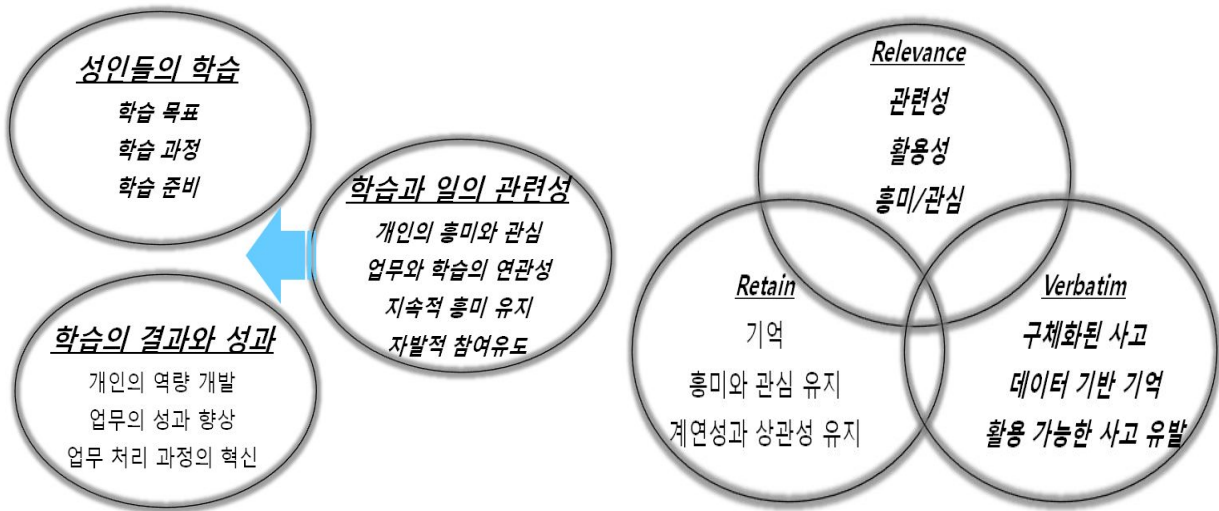 성인들의 학습
학습 목표
학습 과정
학습 준비
학습과 일의 관련성
개인의 흥미와 관심
업무와 학습의 연관성
지속적 흥미 유지
자발적 참여유도
학습의 결과와 성과
개인의 역량 개발
업무의 성과 향상
업무 처리 과정의 혁신
Relevance
관련성
활용성
흥미/관심
Retain
기억
흥미와 관심 유지
계연성과 상관성 유지
Verbatim
구체화된 사고
데이터 기반 기억
활용 가능한 사고 유발